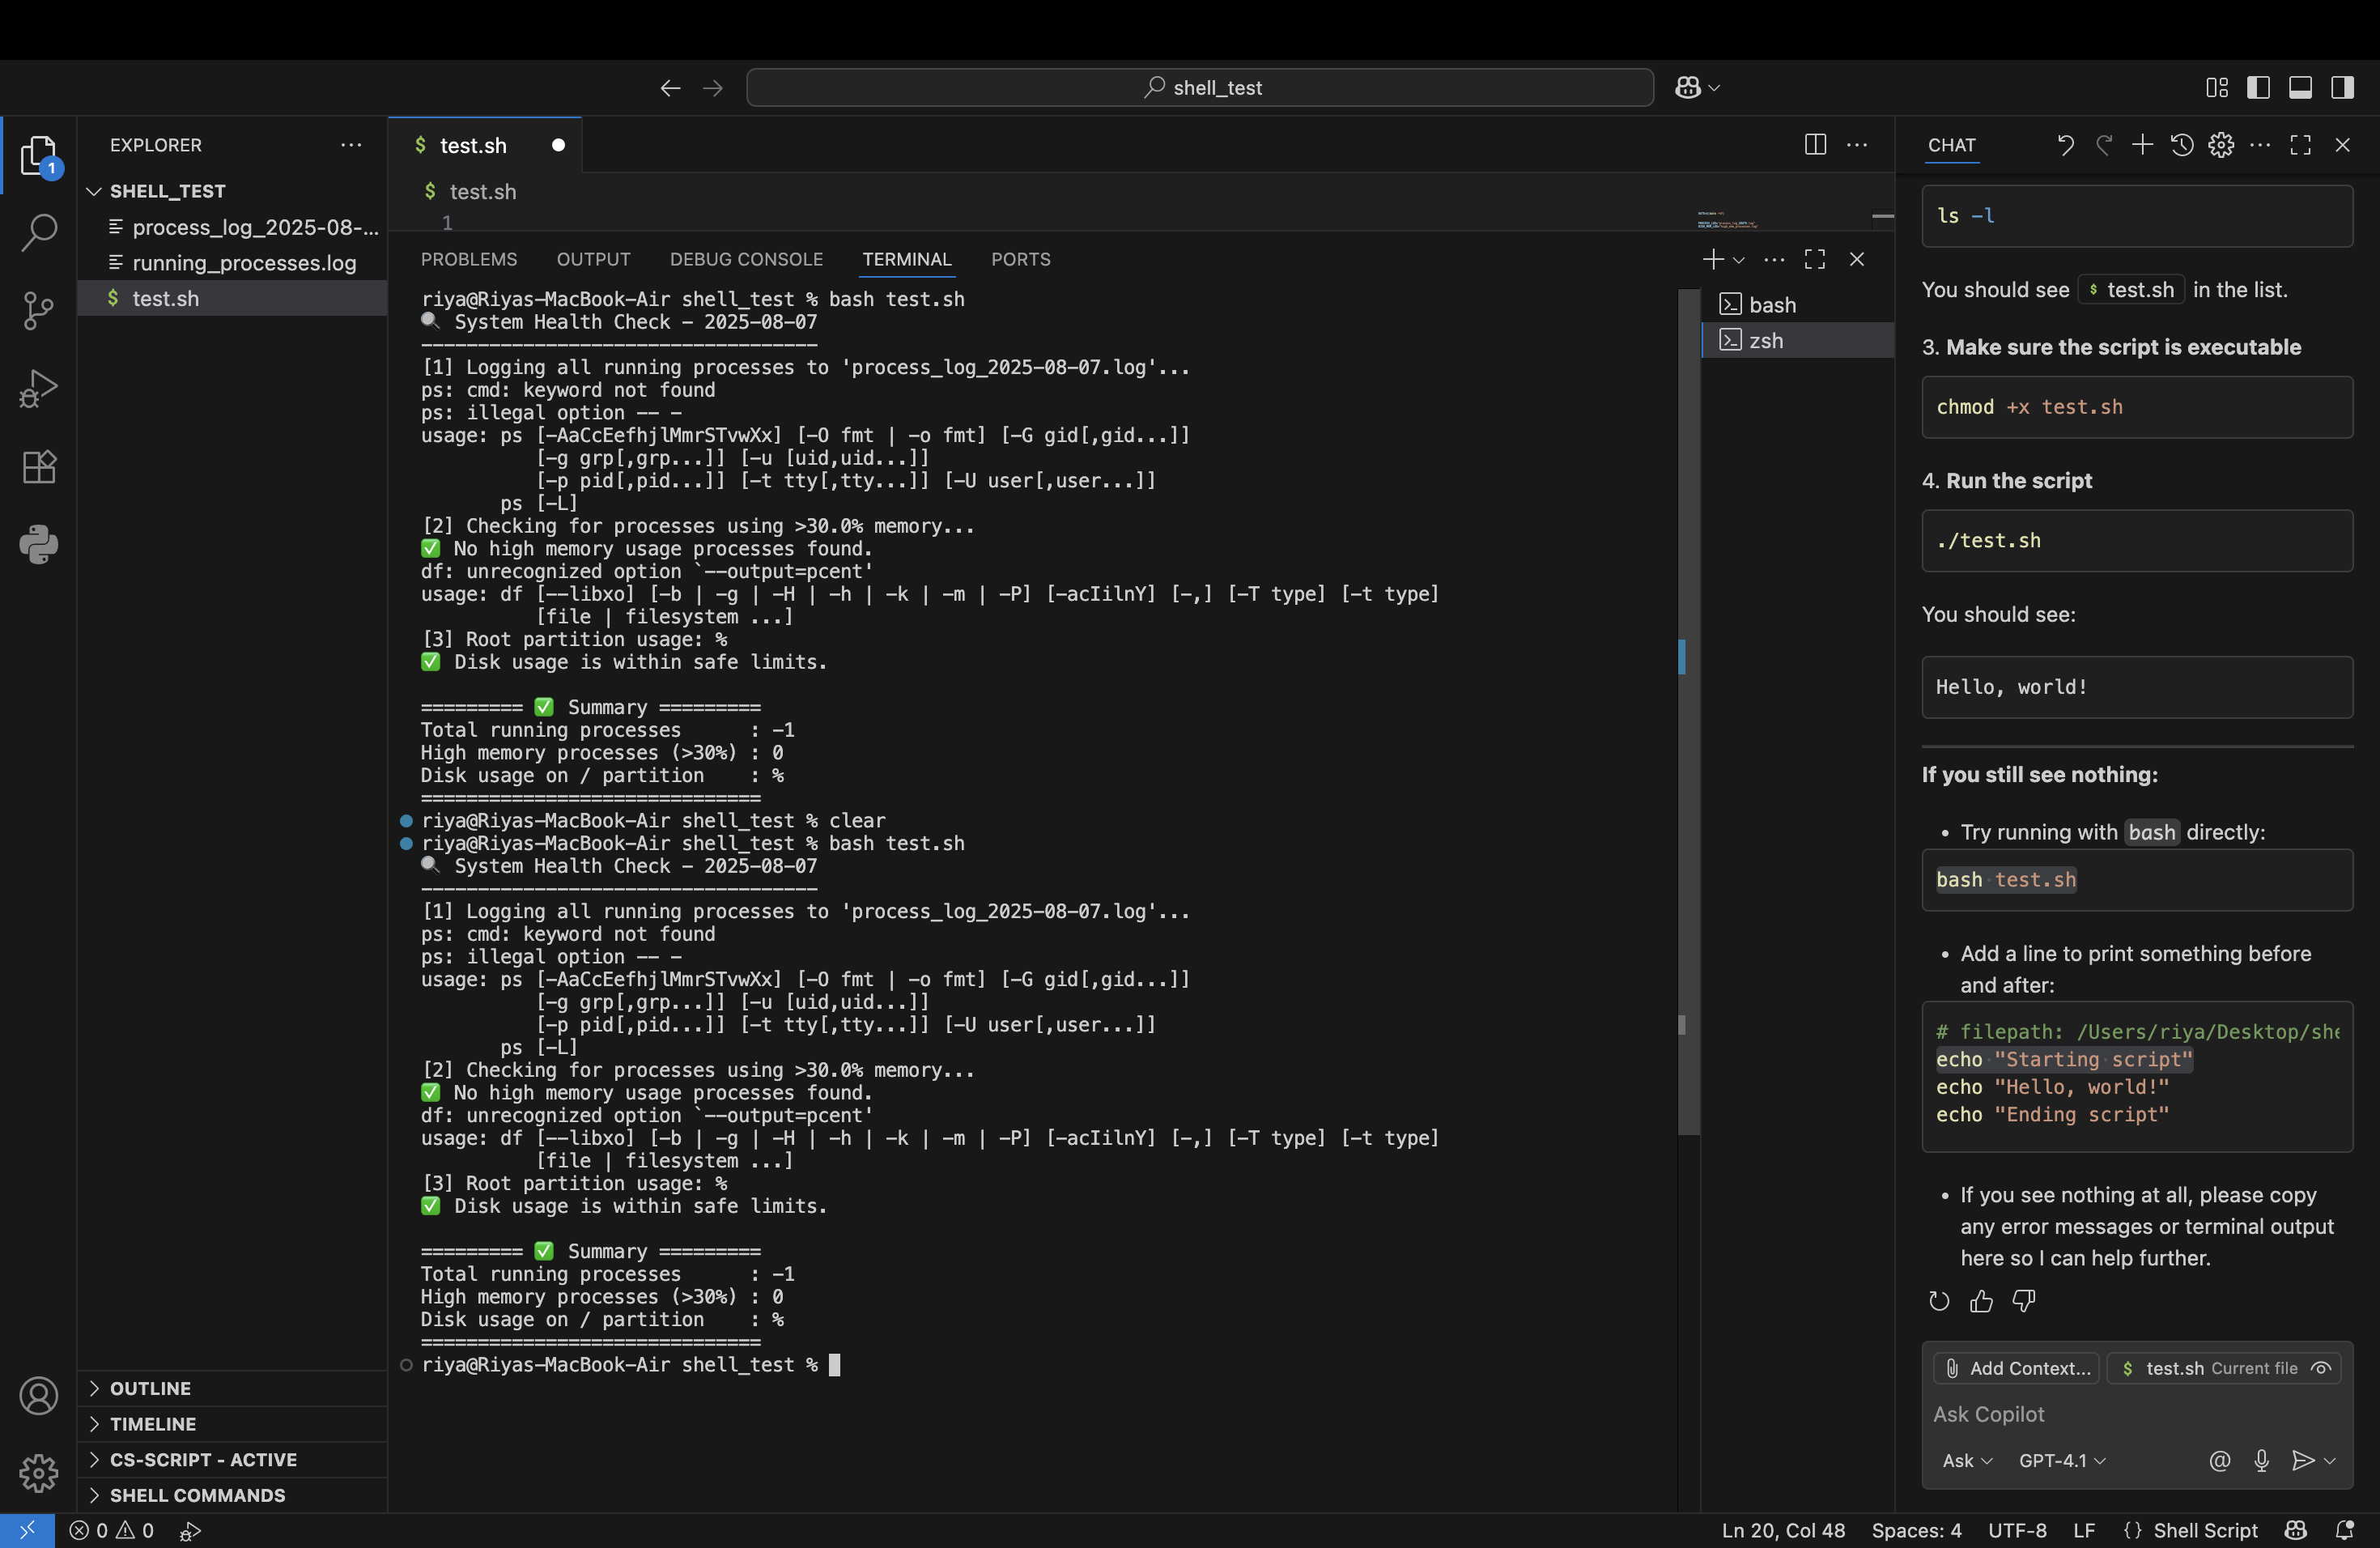 shell_test
EXPLORER
1
SHELL_TEST
process_log_2025-08-...
running_processes.log
$ test.sh
OUTLINE
TIMELINE
CS-SCRIPT - ACTIVE
SHELL COMMANDS
$ test.sh
$ test.sh
1
PROBLEMS OUTPUT DEBUG CONSOLE TERMINAL PORTS
riya@Riyas-MacBook-Air shell_test % bash test.sh
🔍 System Health Check - 2025-08-07
-----------------------------------
[1] Logging all running processes to 'process_log_2025-08-07.log'...
ps: cmd: keyword not found
ps: illegal option -- -
usage: ps [-AaCcEefhjlMmrSTvwXx] [-O fmt | -o fmt] [-G gid[,gid...]]
[-g grp[,grp...]] [-u [uid,uid...]]
[-p pid[,pid...]] [-t tty[,tty...]] [-U user[,user...]]
ps [-L]
[2] Checking for processes using >30.0% memory...
✅ No high memory usage processes found.
df: unrecognized option `--output=pcent'
usage: df [--libxo] [-b | -g | -H | -h | -k | -m | -P] [-acIilnY] [-,] [-T type] [-t type]
[file | filesystem ...]
[3] Root partition usage: %
✅ Disk usage is within safe limits.
========= ✅ Summary =========
Total running processes : -1
High memory processes (>30%) : 0
Disk usage on / partition : %
==============================
riya@Riyas-MacBook-Air shell_test % clear
riya@Riyas-MacBook-Air shell_test % bash test.sh
🔍 System Health Check - 2025-08-07
-----------------------------------
[1] Logging all running processes to 'process_log_2025-08-07.log'...
ps: cmd: keyword not found
ps: illegal option -- -
usage: ps [-AaCcEefhjlMmrSTvwXx] [-O fmt | -o fmt] [-G gid[,gid...]]
[-g grp[,grp...]] [-u [uid,uid...]]
[-p pid[,pid...]] [-t tty[,tty...]] [-U user[,user...]]
ps [-L]
[2] Checking for processes using >30.0% memory...
✅ No high memory usage processes found.
df: unrecognized option `--output=pcent'
usage: df [--libxo] [-b | -g | -H | -h | -k | -m | -P] [-acIilnY] [-,] [-T type] [-t type]
[file | filesystem ...]
[3] Root partition usage: %
✅ Disk usage is within safe limits.
========= ✅ Summary =========
Total running processes : -1
High memory processes (>30%) : 0
Disk usage on / partition : %
==============================
riya@Riyas-MacBook-Air shell_test %
bash
zsh
CHAT
ls -l
You should see $ test.sh in the list.
3. Make sure the script is executable
chmod +x test.sh
4. Run the script
./test.sh
You should see:
Hello, world!
If you still see nothing:
• Try running with bash directly:
bash test.sh
• Add a line to print something before
and after:
# filepath: /Users/riya/Desktop/she
echo "Starting script"
echo "Hello, world!"
echo "Ending script"
• If you see nothing at all, please copy
any error messages or terminal output
here so I can help further.
Add Context... $ test.sh Current file
Ask Copilot
Ask GPT-4.1 @
0 0
Ln 20, Col 48 Spaces: 4 UTF-8 LF {} Shell Script